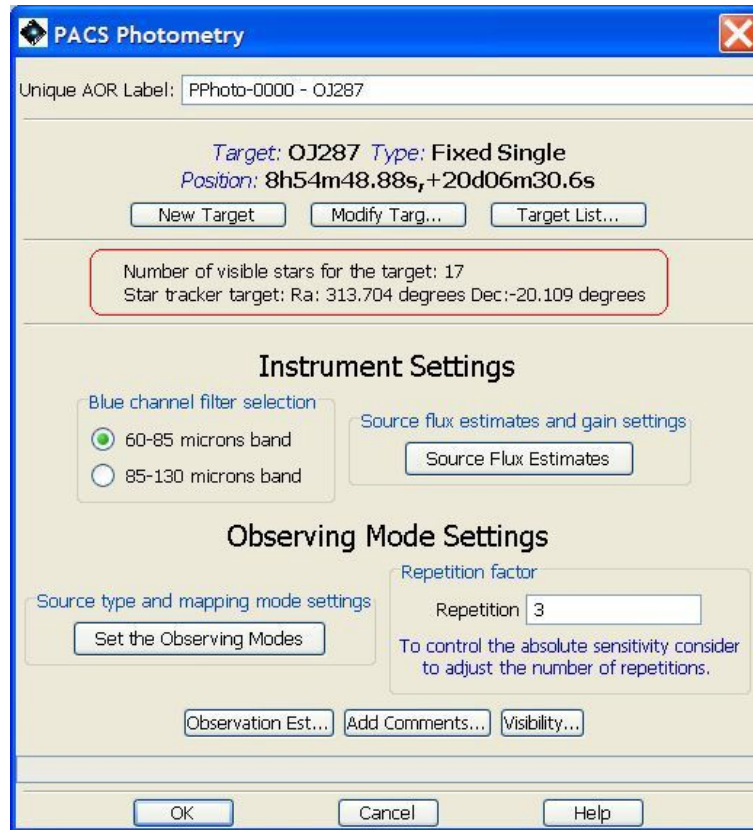 PACS Photometry
Unique AOR Label: PPhoto-0000 - OJ287
Target: OJ287 Type: Fixed Single
Position: 8h54m48.88s,+20d06m30.6s
New Target Modify Targ... Target List...
Number of visible stars for the target: 17
Star tracker target: Ra: 313.704 degrees Dec:-20.109 degrees
Instrument Settings
Blue channel filter selection
60-85 microns band
85-130 microns band
Source flux estimates and gain settings
Source Flux Estimates
Observing Mode Settings
Source type and mapping mode settings
Set the Observing Modes
Repetition factor
Repetition 3
To control the absolute sensitivity consider
to adjust the number of repetitions.
Observation Est... Add Comments... Visibility...
OK Cancel Help